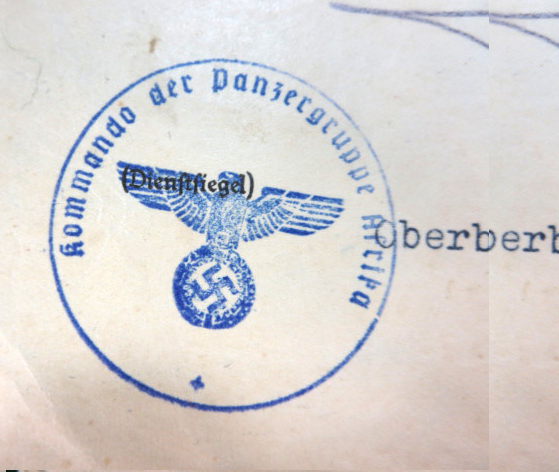 Kommando der Panzergruppe Afrika
(Dienstsiegel)
Oberberb